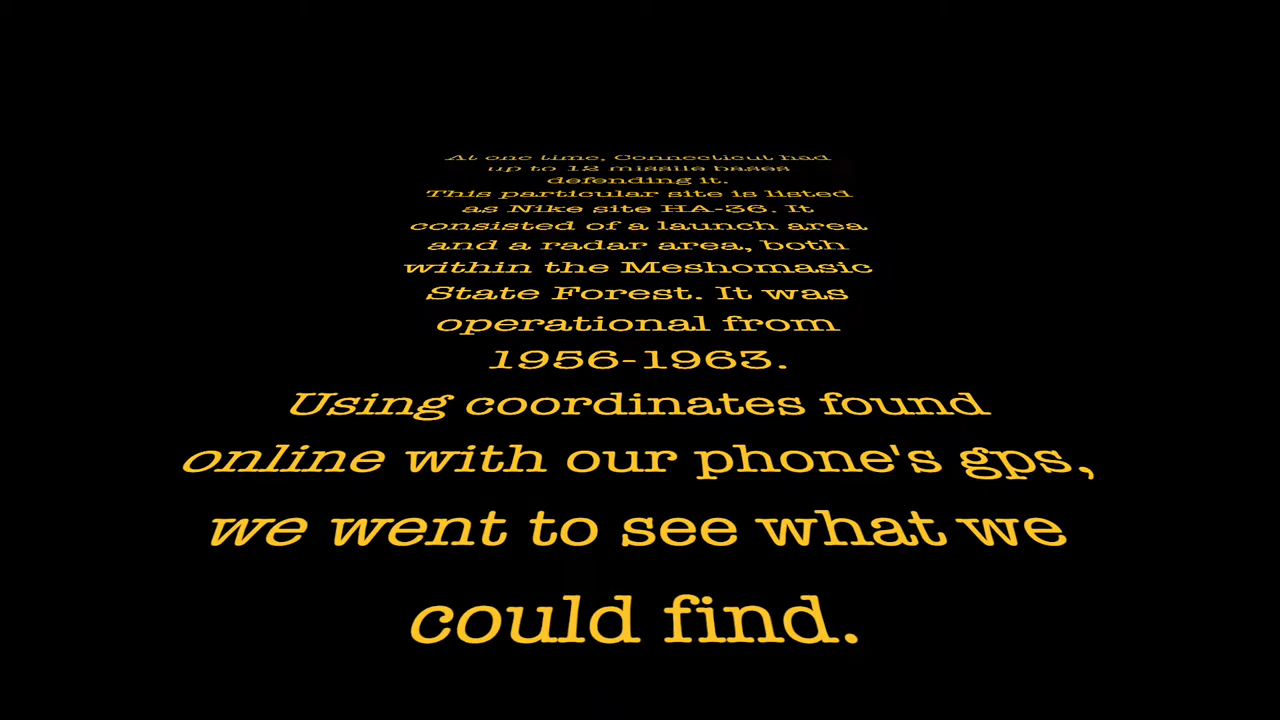 At one time, Connecticut had
up to 12 missile bases
defending it.
This particular site is listed
as Nike site HA-36. It
consisted of a launch area
and a radar area, both
within the Meshomasic
State Forest. It was
operational from
1956-1963.
Using coordinates found
online with our phone's gps,
we went to see what we
could find.